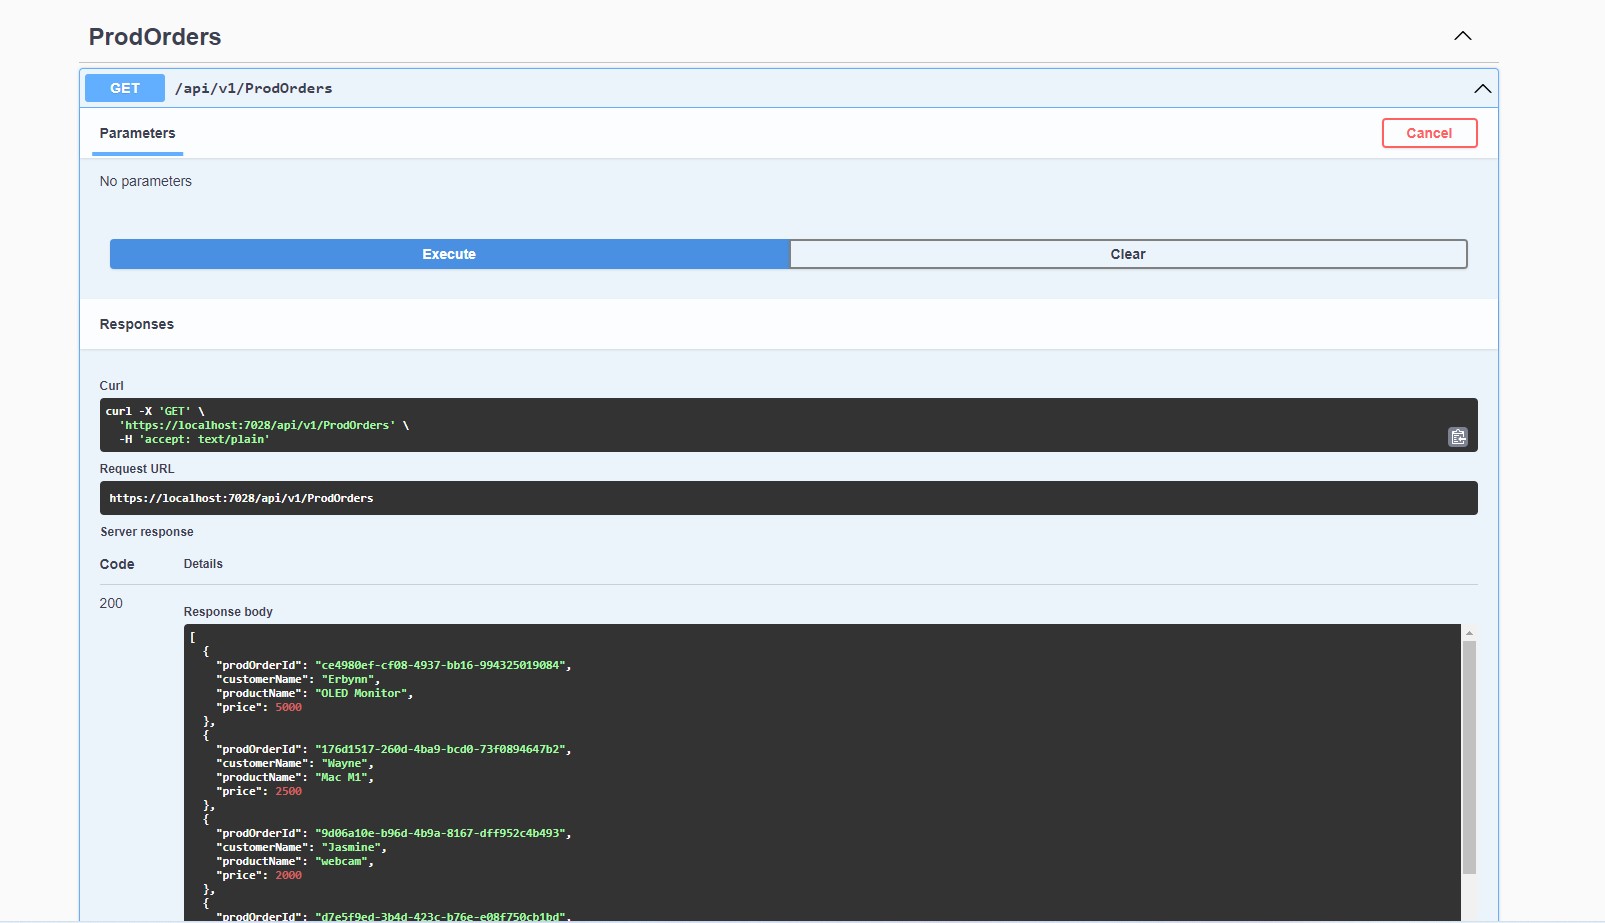 ProdOrders
GET /api/v1/ProdOrders
Parameters
Cancel
No parameters
Execute
Clear
Responses
Curl
curl -X 'GET' \
'https://localhost:7028/api/v1/ProdOrders' \
-H 'accept: text/plain'
Request URL
https://localhost:7028/api/v1/ProdOrders
Server response
Code Details
200
Response body
[
{
"prodOrderId": "ce4980ef-cf08-4937-bb16-994325019084",
"customerName": "Erbynn",
"productName": "OLED Monitor",
"price": 5000
},
{
"prodOrderId": "176d1517-260d-4ba9-bcd0-73f0894647b2",
"customerName": "Wayne",
"productName": "Mac M1",
"price": 2500
},
{
"prodOrderId": "9d06a10e-b96d-4b9a-8167-dff952c4b493",
"customerName": "Jasmine",
"productName": "webcam",
"price": 2000
},
{
"prodOrderId": "d7e5f9ed-3b4d-423c-b76e-e08f750cb1bd",